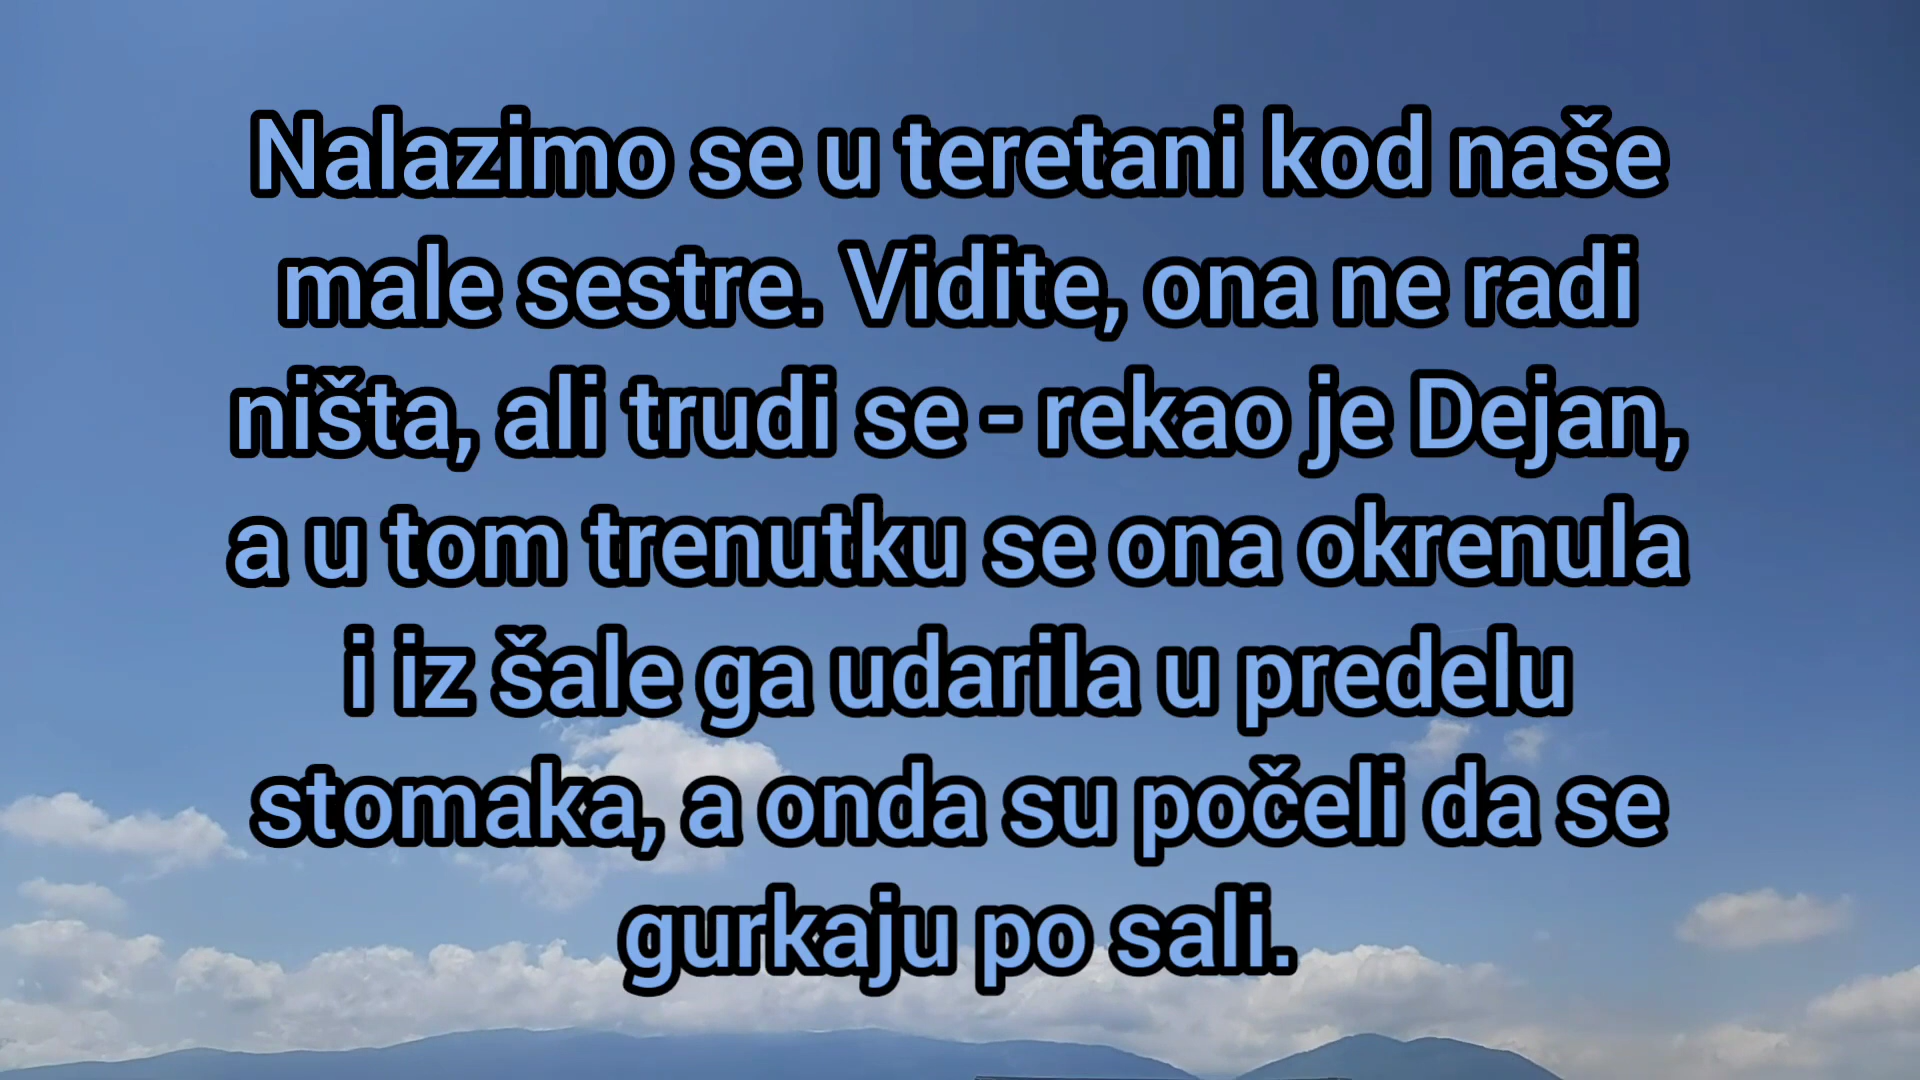 Nalazimo se u teretani kod naše
male sestre. Vidite, ona ne radi
ništa, ali trudi se - rekao je Dejan,
a u tom trenutku se ona okrenula
i iz šale ga udarila u predelu
stomaka, a onda su počeli da se
gurkaju po sali.